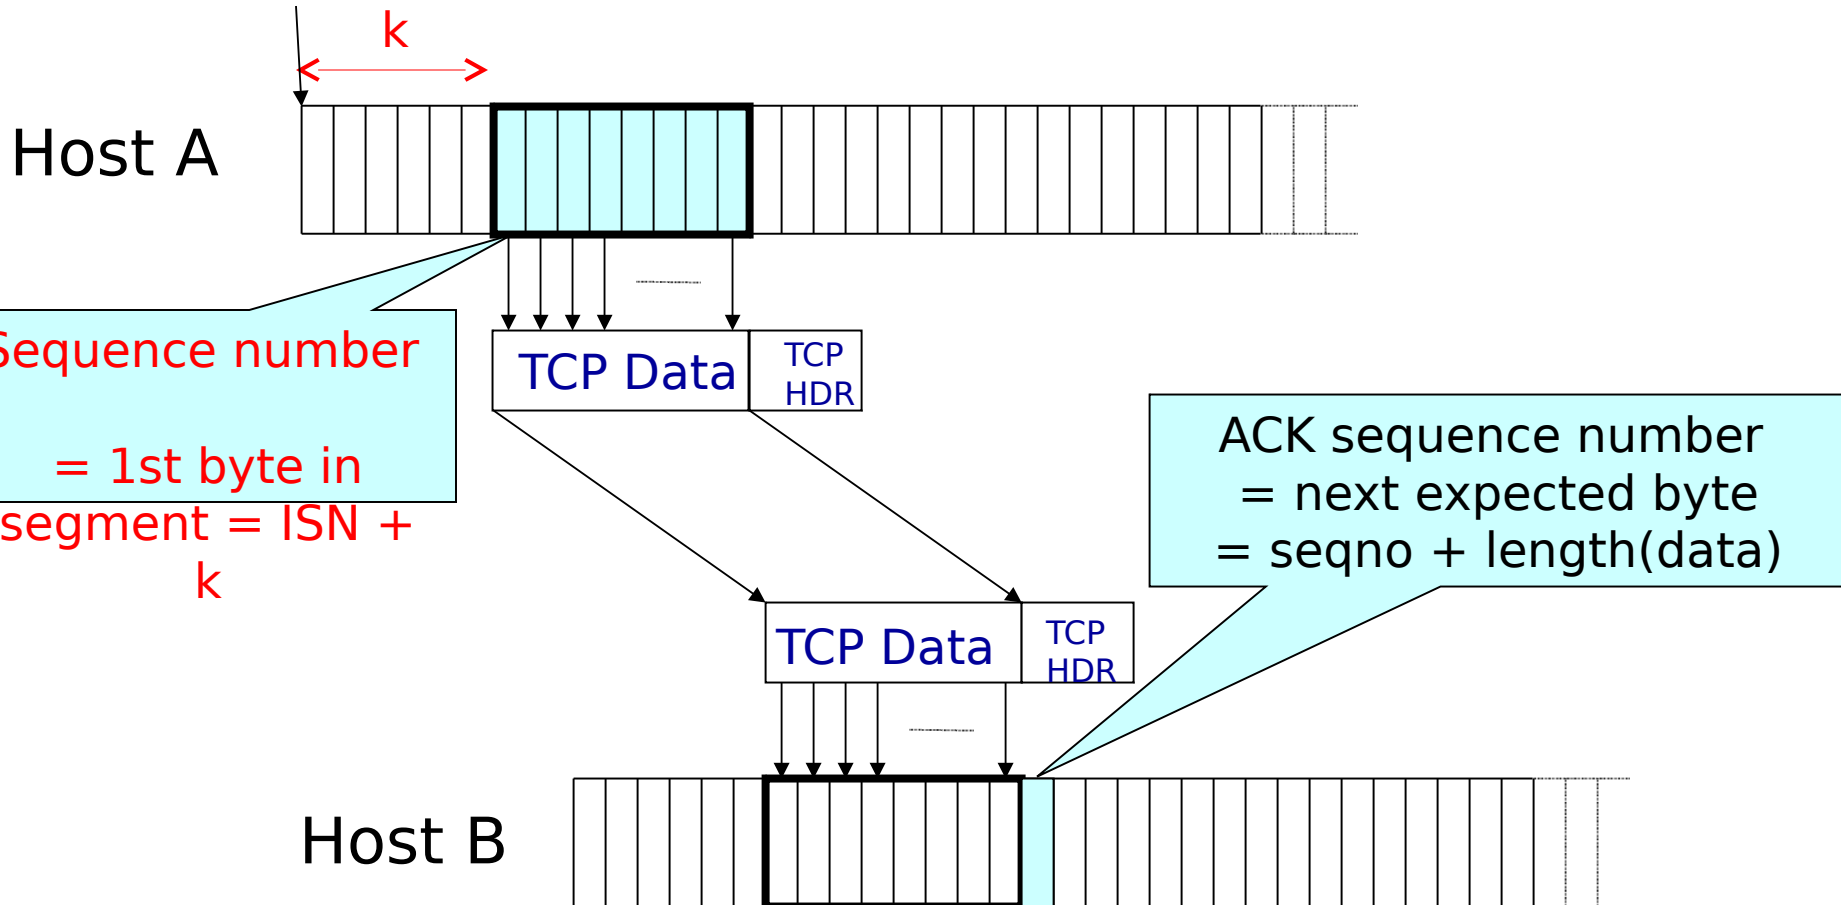 k
Host A
Sequence number
= 1st byte in
segment = ISN +
k
TCP Data
TCP
HDR
ACK sequence number
= next expected byte
= seqno + length(data)
TCP Data
TCP
HDR
Host B